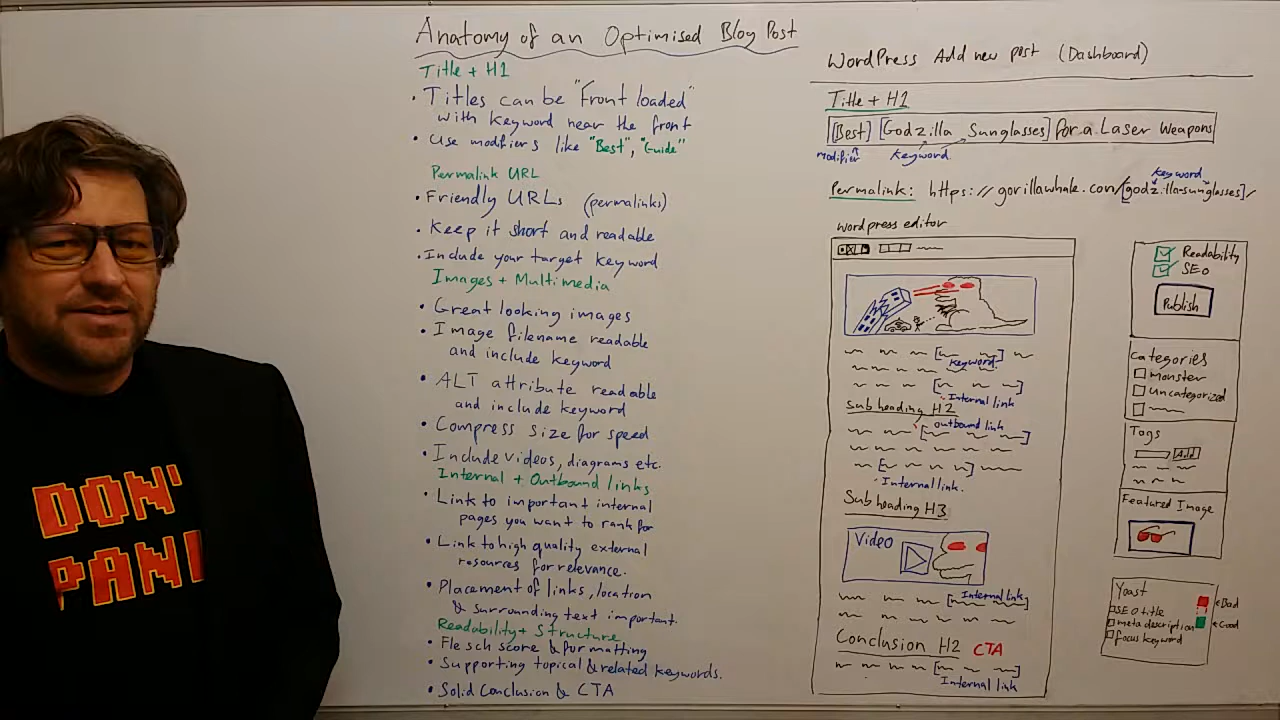 Anatomy of an Optimised Blog Post
Title + H1
• Titles can be "Front loaded"
with keyword near the front
• Use modifiers like "Best", "Guide"
Permalink URL
• Friendly URLs (permalinks)
• Keep it short and readable
• Include your target keyword
Images + Multimedia
• Great looking images
• Image filename readable
and include keyword
• ALT attribute readable
and include keyword
• Compress size for speed
• Include videos, diagrams etc.
Internal + Outbound links
• Link to important internal
pages you want to rank for
• Link to high quality external
resources for relevance.
• Placement of links, location
& surrounding text important.
Readability + Structure
• Flesch score & formatting
• Supporting topical & related keywords.
• Solid Conclusion & CTA
WordPress Add new post (Dashboard)
Title + H1
[Best] [Godzilla Sunglasses] for a Laser Weapons
modifier keyword
keyword
Permalink: https://gorillawhale.com/[godzilla-sunglasses]/
wordpress editor
keyword
Internal link
Sub heading H2
outbound link
Internal link.
Sub heading H3
Video
Internal link
Conclusion H2 CTA
Internal link
Readability
SEO
Publish
Categories
Monster
Uncategorized
Tags
Add
Featured Image
Yoast
SEO title
meta description
focus keyword
Bad
Good
DON'
PANI